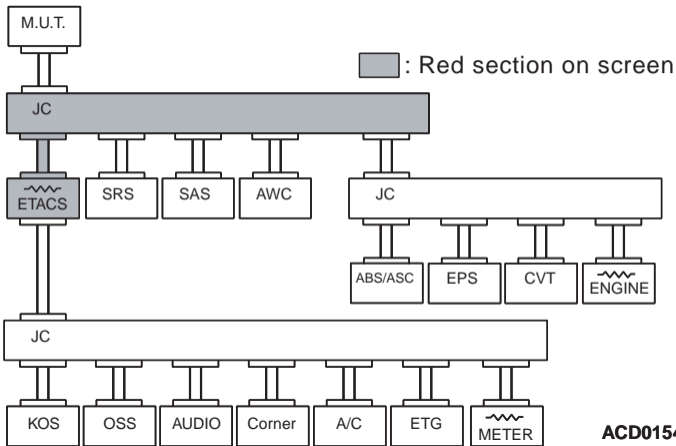 M.U.T.
: Red section on screen
JC
ETACS
SRS
SAS
AWC
JC
ABS/ASC
EPS
CVT
ENGINE
JC
KOS
OSS
AUDIO
Corner
A/C
ETG
METER
ACD0154